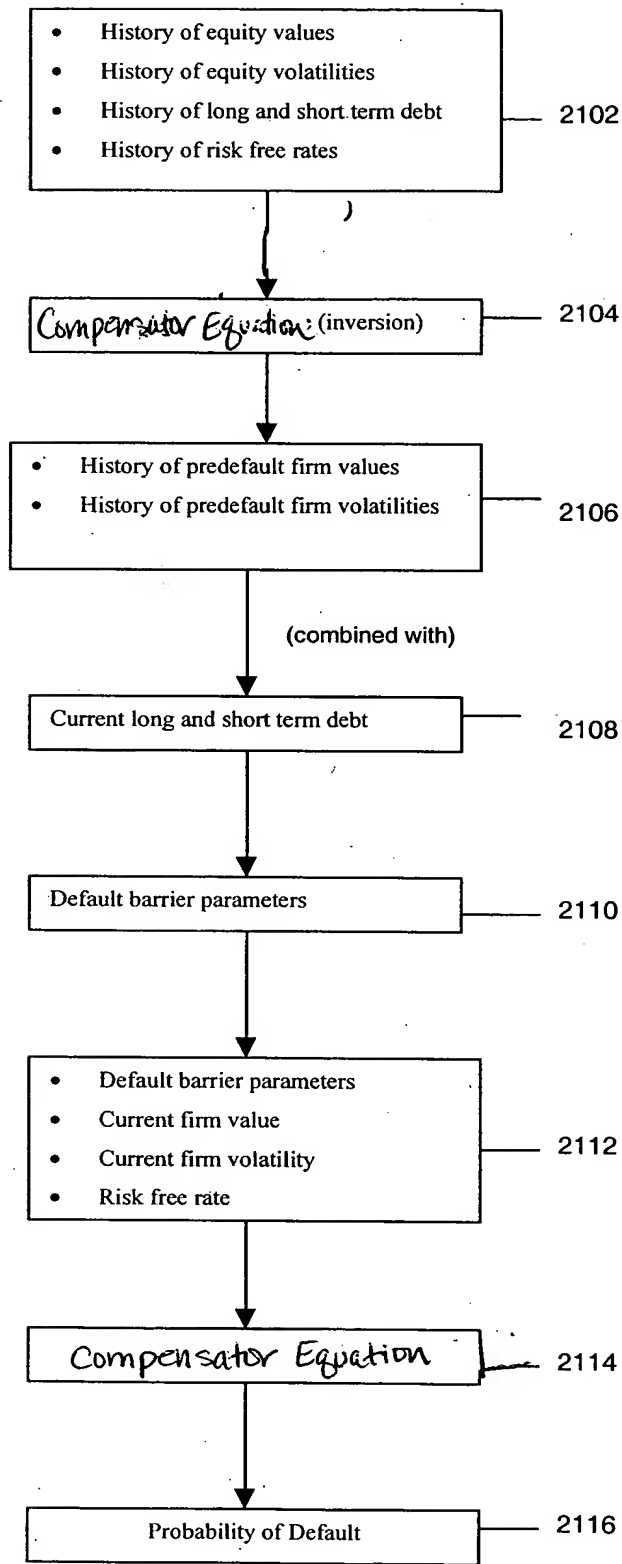 • History of equity values
• History of equity volatilities
• History of long and short term debt
• History of risk free rates
2102
Compensator Equation: (inversion)
2104
• History of predefault firm values
• History of predefault firm volatilities
2106
(combined with)
Current long and short term debt
2108
Default barrier parameters
2110
• Default barrier parameters
• Current firm value
• Current firm volatility
• Risk free rate
2112
Compensator Equation
2114
Probability of Default
2116